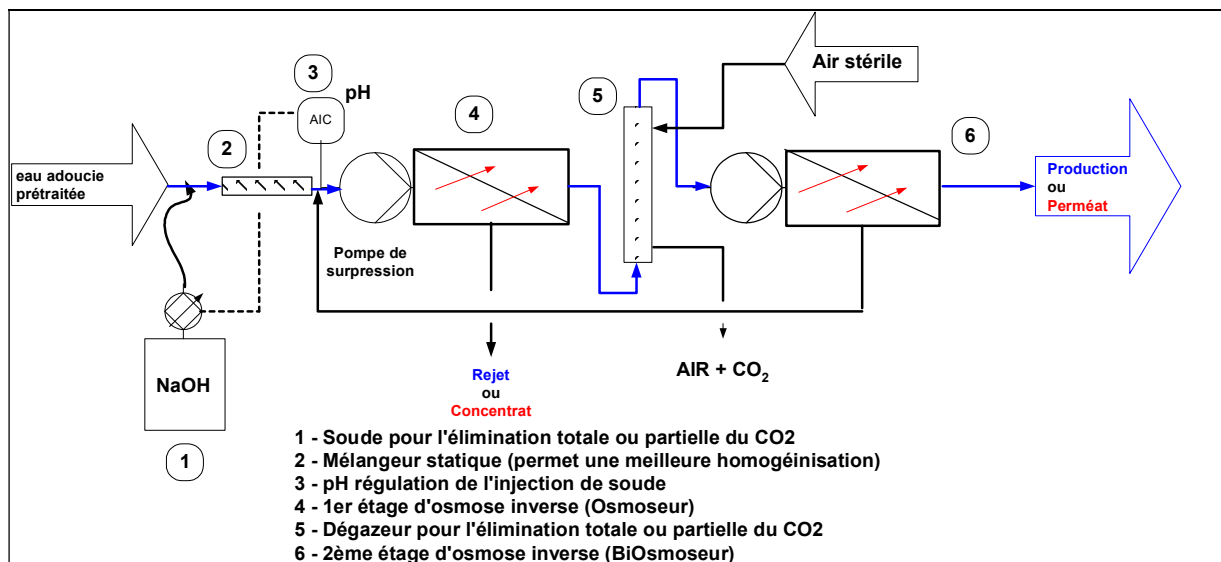 3
pH
AIC
Air stérile
5
4
2
6
eau adoucie
prétraitée
Production
ou
Perméat
Pompe de
surpression
NaOH
1
Rejet
ou
Concentrat
AIR + CO2
1 - Soude pour l'élimination totale ou partielle du CO2
2 - Mélangeur statique (permet une meilleure homogéinisation)
3 - pH régulation de l'injection de soude
4 - 1er étage d'osmose inverse (Osmoseur)
5 - Dégazeur pour l'élimination totale ou partielle du CO2
6 - 2ème étage d'osmose inverse (BiOsmoseur)